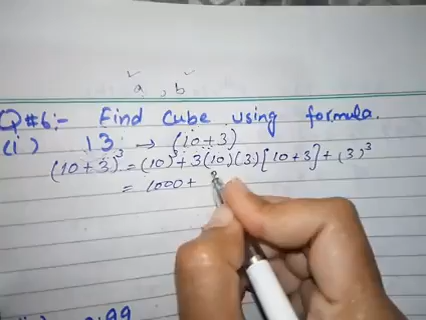 a , b
Q#6:- Find Cube using formula.
(i) 13 → (10+3)
(10+3)³ = (10)³+3(10)(3)[10+3]+(3)³
= 1000+